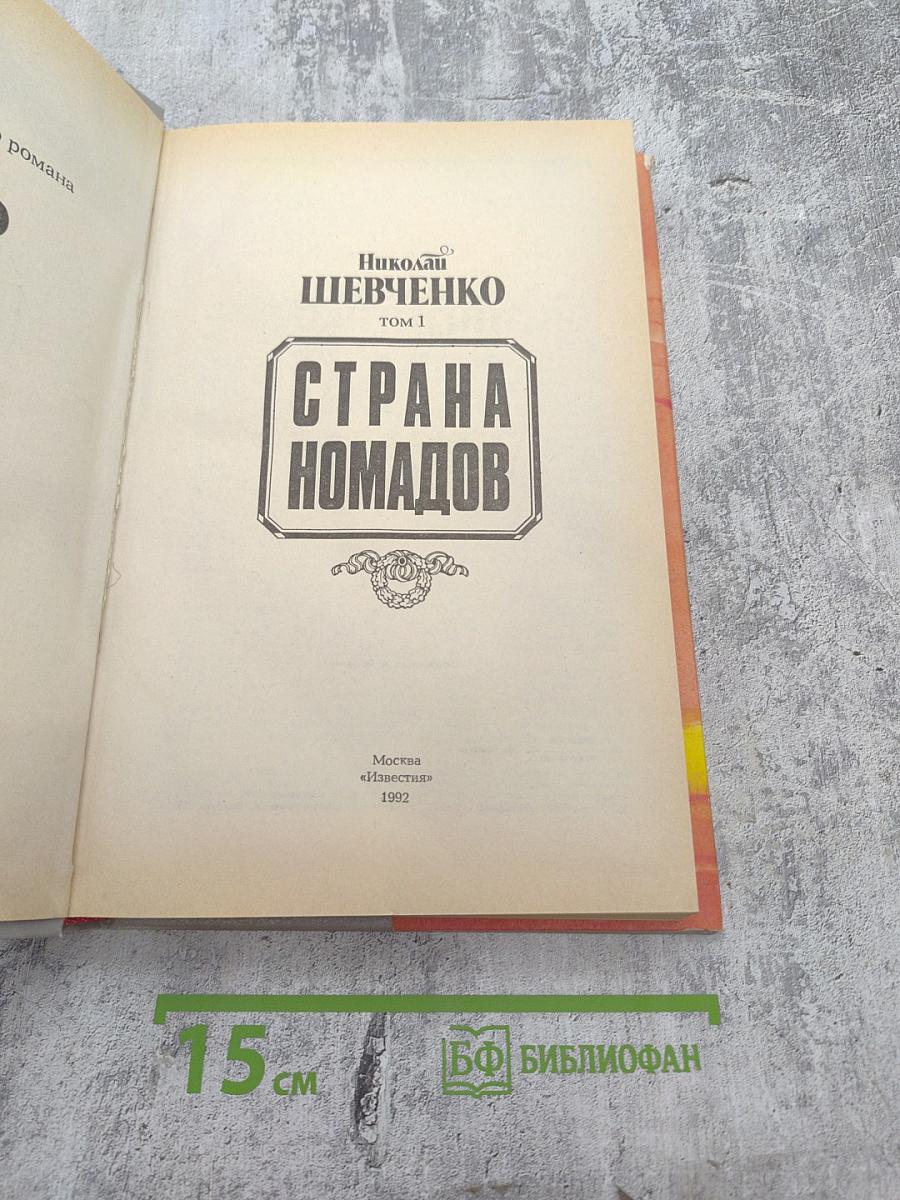 романа
Николай
ШЕВЧЕНКО
том 1
СТРАНА
НОМАДОВ
Москва
«Известия»
1992
15 см
БФ БИБЛИОФАН